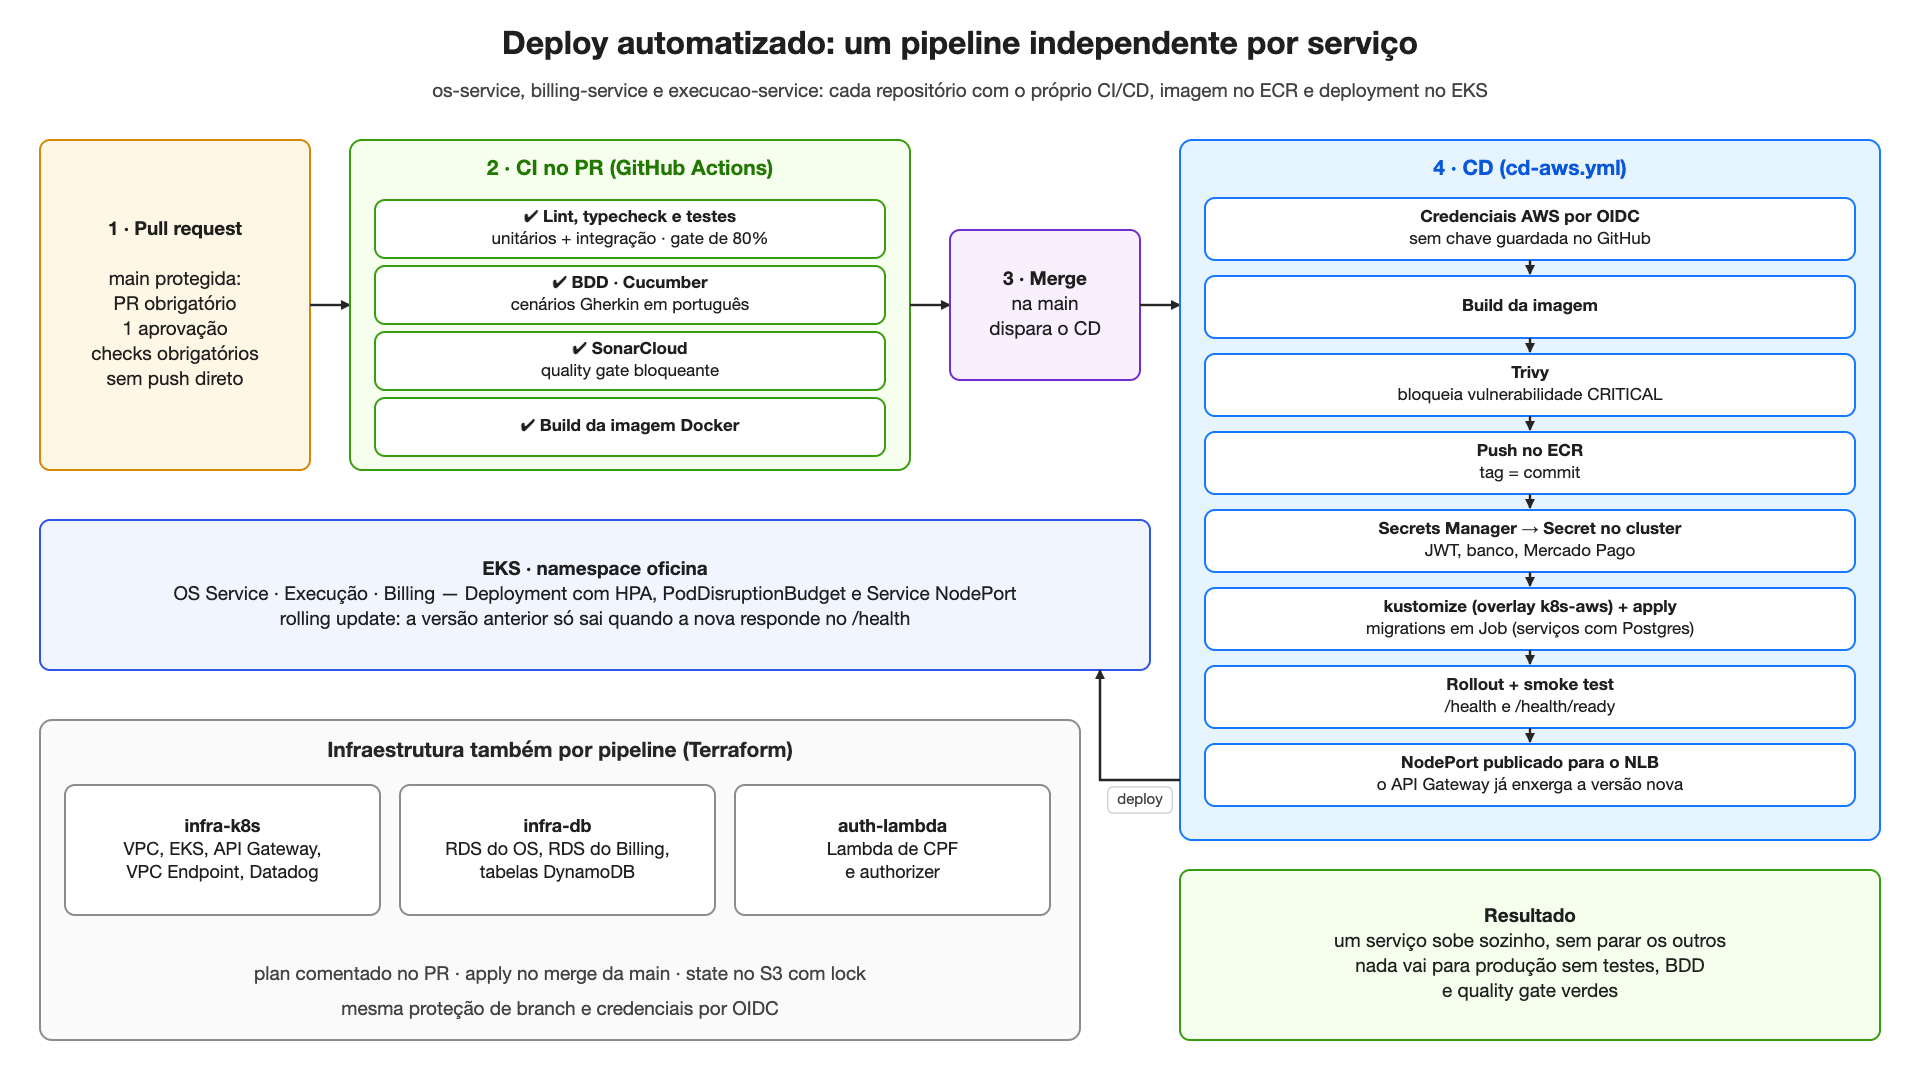 Deploy automatizado: um pipeline independente por serviço
os-service, billing-service e execucao-service: cada repositório com o próprio CI/CD, imagem no ECR e deployment no EKS
1 · Pull request
main protegida:
PR obrigatório
1 aprovação
checks obrigatórios
sem push direto
2 · CI no PR (GitHub Actions)
✔ Lint, typecheck e testes
unitários + integração · gate de 80%
✔ BDD · Cucumber
cenários Gherkin em português
✔ SonarCloud
quality gate bloqueante
✔ Build da imagem Docker
3 · Merge
na main
dispara o CD
4 · CD (cd-aws.yml)
Credenciais AWS por OIDC
sem chave guardada no GitHub
Build da imagem
Trivy
bloqueia vulnerabilidade CRITICAL
Push no ECR
tag = commit
Secrets Manager → Secret no cluster
JWT, banco, Mercado Pago
kustomize (overlay k8s-aws) + apply
migrations em Job (serviços com Postgres)
Rollout + smoke test
/health e /health/ready
NodePort publicado para o NLB
o API Gateway já enxerga a versão nova
EKS · namespace oficina
OS Service · Execução · Billing — Deployment com HPA, PodDisruptionBudget e Service NodePort
rolling update: a versão anterior só sai quando a nova responde no /health
deploy
Infraestrutura também por pipeline (Terraform)
infra-k8s
VPC, EKS, API Gateway,
VPC Endpoint, Datadog
infra-db
RDS do OS, RDS do Billing,
tabelas DynamoDB
auth-lambda
Lambda de CPF
e authorizer
plan comentado no PR · apply no merge da main · state no S3 com lock
mesma proteção de branch e credenciais por OIDC
Resultado
um serviço sobe sozinho, sem parar os outros
nada vai para produção sem testes, BDD
e quality gate verdes